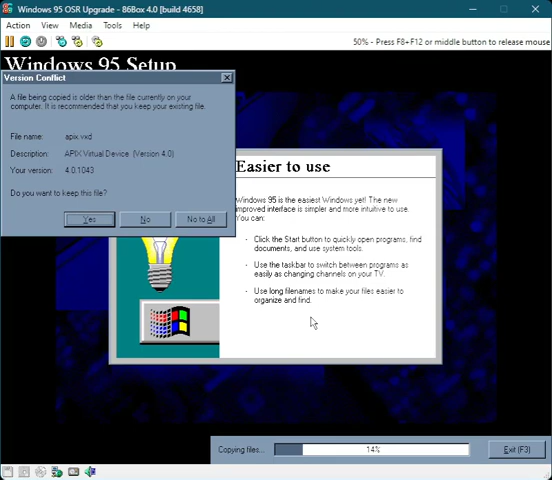 Windows 95 OSR Upgrade - 86Box 4.0 [build 4658]
Action View Media Tools Help
50% - Press F8+F12 or middle button to release mouse
Windows 95 Setup
Version Conflict
A file being copied is older than the file currently on your
computer. It is recommended that you keep your existing file.
File name: apix.vxd
Description: APIX Virtual Device (Version 4.0)
Your version: 4.0.1043
Do you want to keep this file?
Yes No No to All
Easier to use
Windows 95 is the easiest Windows yet! The new
improved interface is simpler and more intuitive to use.
You can:
- Click the Start button to quickly open programs, find
documents, and use system tools.
- Use the taskbar to switch between programs as
easily as changing channels on your TV.
- Use long filenames to make your files easier to
organize and find.
Copying files... 14% Exit (F3)